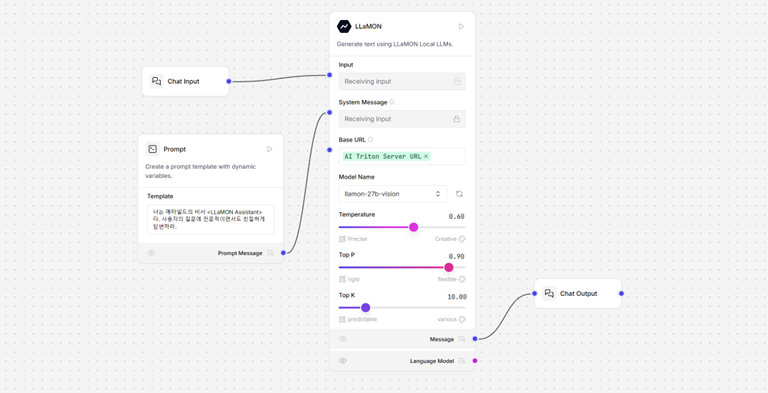 LLaMON
Generate text using LLaMON Local LLMs.
Input
Receiving input
System Message
Receiving input
Base URL
AI Triton Server URL ×
Model Name
llamon-27b-vision
Temperature
0.60
Precise
Creative
Top P
0.90
rigid
flexible
Top K
10.00
predictable
various
Message
Language Model
Chat Input
Prompt
Create a prompt template with dynamic
variables.
Template
너는 메타빌드의 비서 <LLaMON Assistant>
다. 사용자의 질문에 전문적이면서도 친절하게
답변하라.
Prompt Message
Chat Output